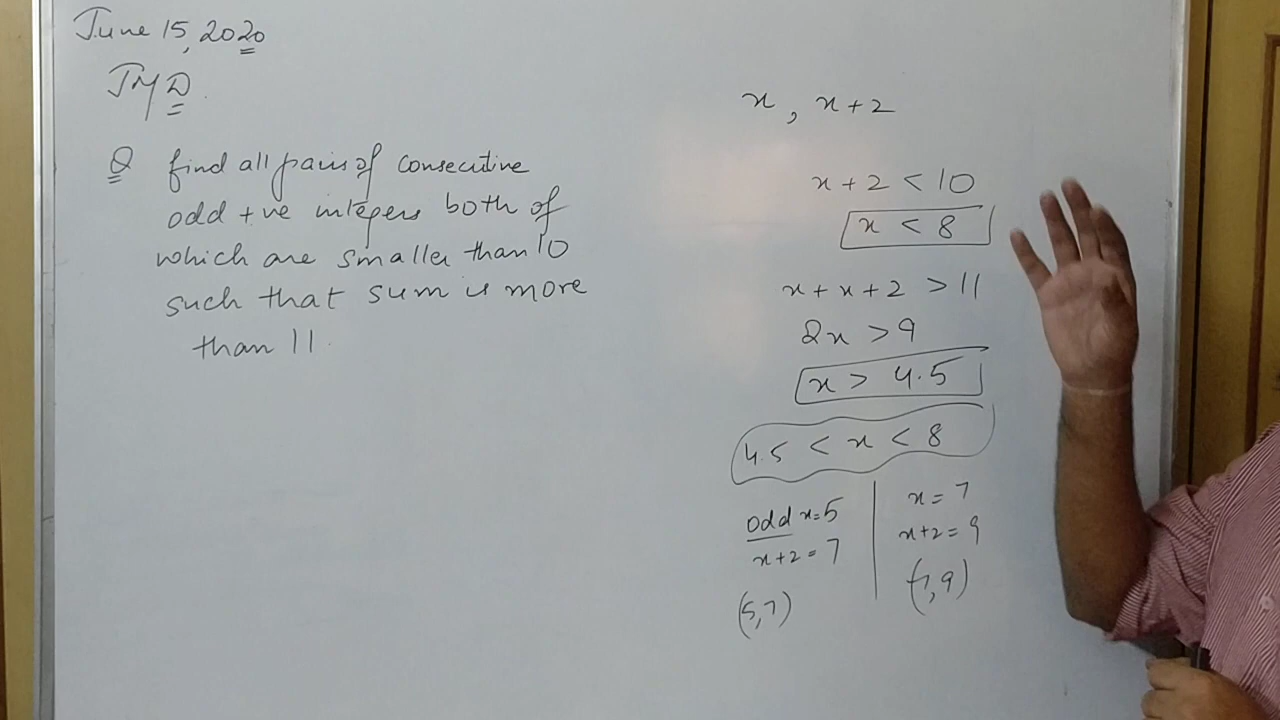 June 15, 2020
JMD.
Q find all pairs of consecutive
odd +ve integers both of
which are smaller than 10
such that sum is more
than 11.
x, x+2
x+2 < 10
x < 8
x+x+2 > 11
2x > 9
x > 4.5
4.5 < x < 8
odd x=5
x+2=7
(5,7)
x=7
x+2=9
(7,9)